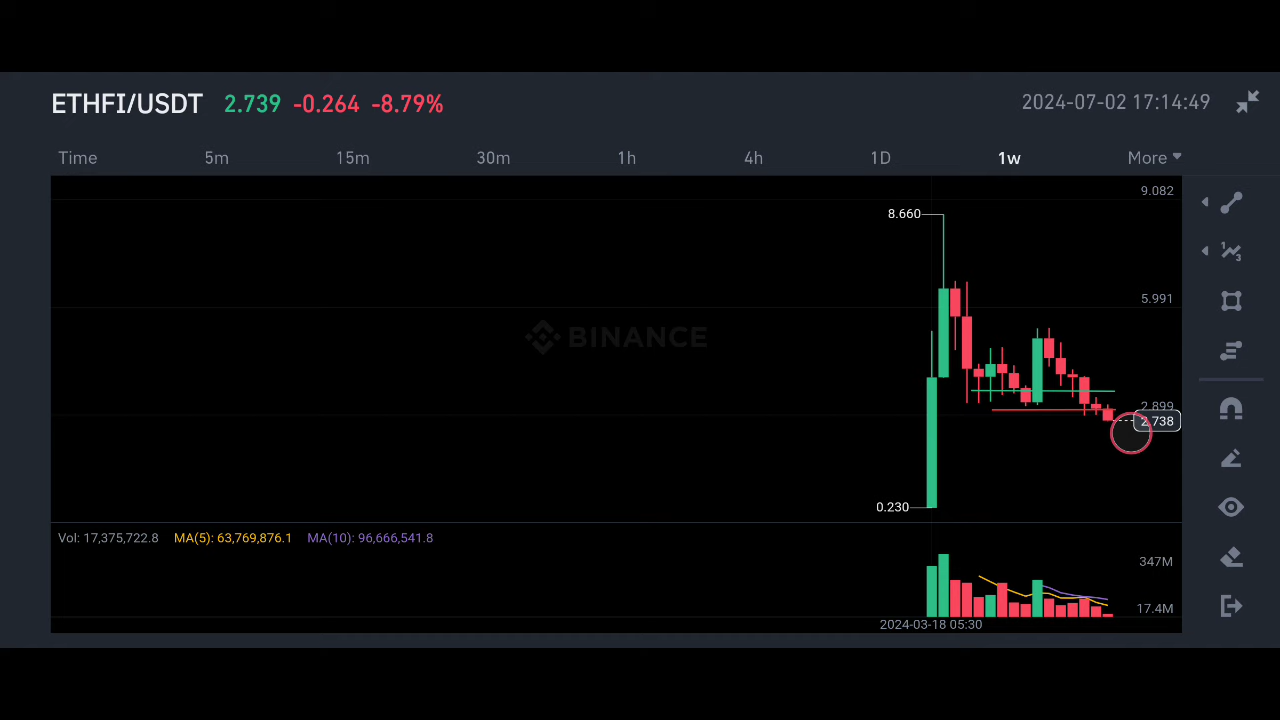 ETHFI/USDT 2.739 -0.264 -8.79% 2024-07-02 17:14:49
Time 5m 15m 30m 1h 4h 1D 1w More
9.082
8.660
5.991
BINANCE
2.899
2.738
0.230
Vol: 17,375,722.8 MA(5): 63,769,876.1 MA(10): 96,666,541.8
347M
17.4M
2024-03-18 05:30